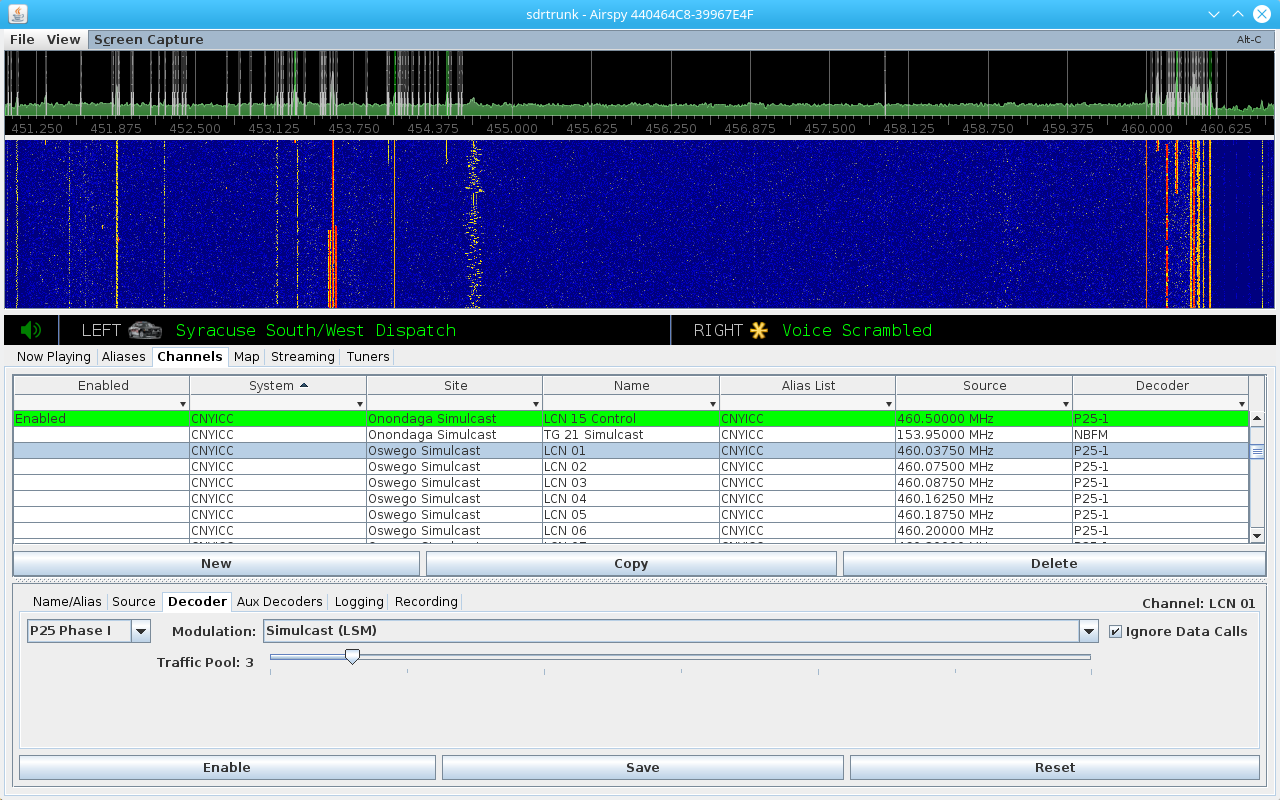 sdrtrunk - Airspy 440464C8-39967E4F
File View Screen Capture Alt-C
451.250 451.875 452.500 453.125 453.750 454.375 455.000 455.625 456.250 456.875 457.500 458.125 458.750 459.375 460.000 460.625
LEFT Syracuse South/West Dispatch RIGHT Voice Scrambled
Now Playing Aliases Channels Map Streaming Tuners
Enabled System Site Name Alias List Source Decoder
Enabled CNYICC Onondaga Simulcast LCN 15 Control CNYICC 460.50000 MHz P25-1
CNYICC Onondaga Simulcast TG 21 Simulcast CNYICC 153.95000 MHz NBFM
CNYICC Oswego Simulcast LCN 01 CNYICC 460.03750 MHz P25-1
CNYICC Oswego Simulcast LCN 02 CNYICC 460.07500 MHz P25-1
CNYICC Oswego Simulcast LCN 03 CNYICC 460.08750 MHz P25-1
CNYICC Oswego Simulcast LCN 04 CNYICC 460.16250 MHz P25-1
CNYICC Oswego Simulcast LCN 05 CNYICC 460.18750 MHz P25-1
CNYICC Oswego Simulcast LCN 06 CNYICC 460.20000 MHz P25-1
New Copy Delete
Name/Alias Source Decoder Aux Decoders Logging Recording Channel: LCN 01
P25 Phase I Modulation: Simulcast (LSM) Ignore Data Calls
Traffic Pool: 3
Enable Save Reset